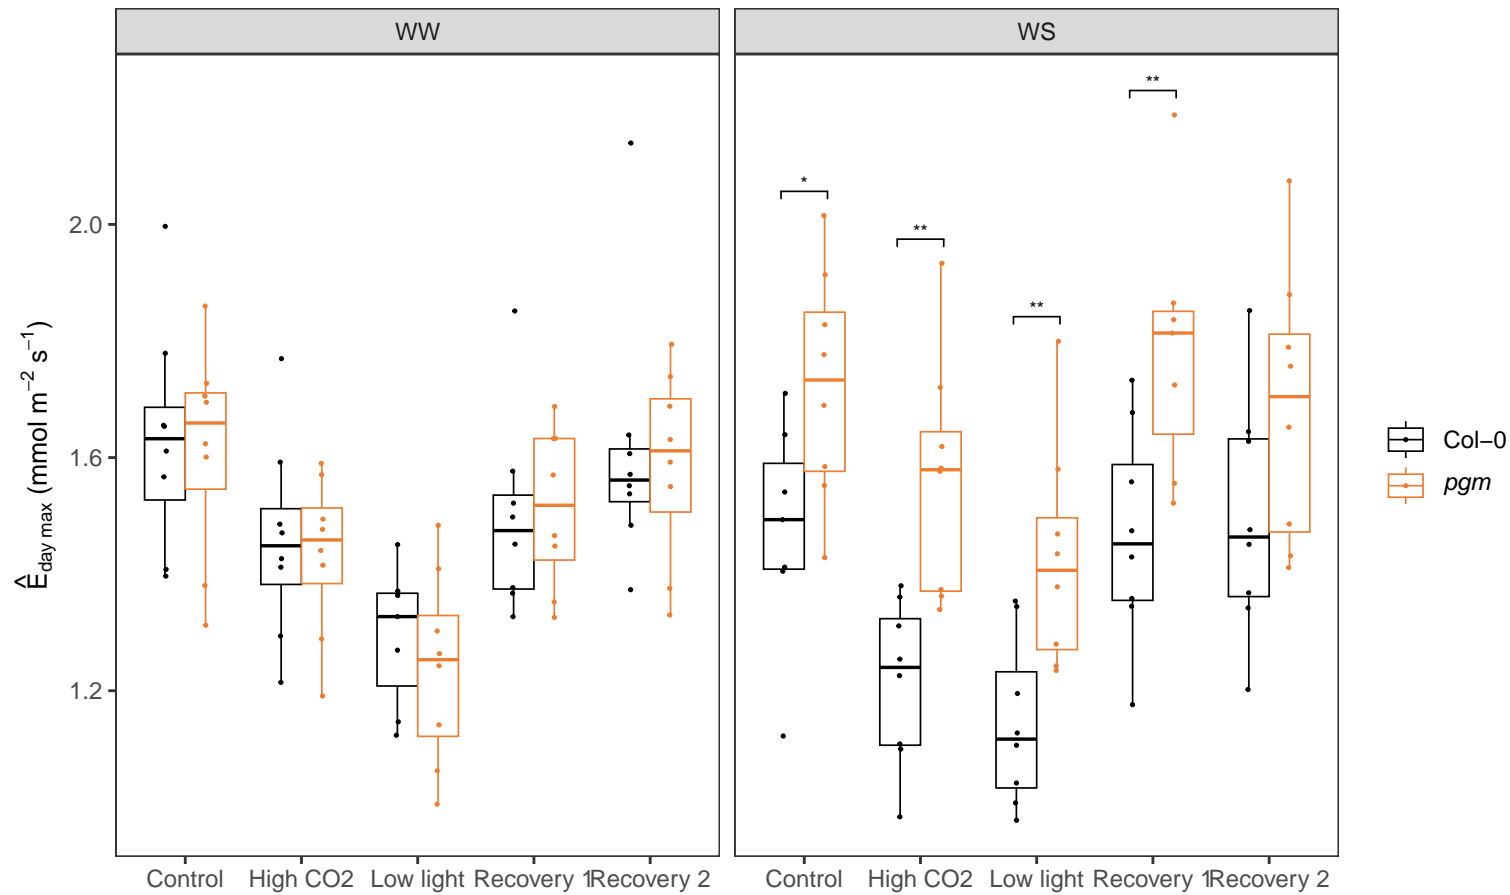 WW
WS
**
*
**
**
2.0
1.6
1.2
Ê day max (mmol m−2 s−1)
Col−0
pgm
Control High CO2 Low light Recovery 1 Recovery 2
Control High CO2 Low light Recovery 1 Recovery 2